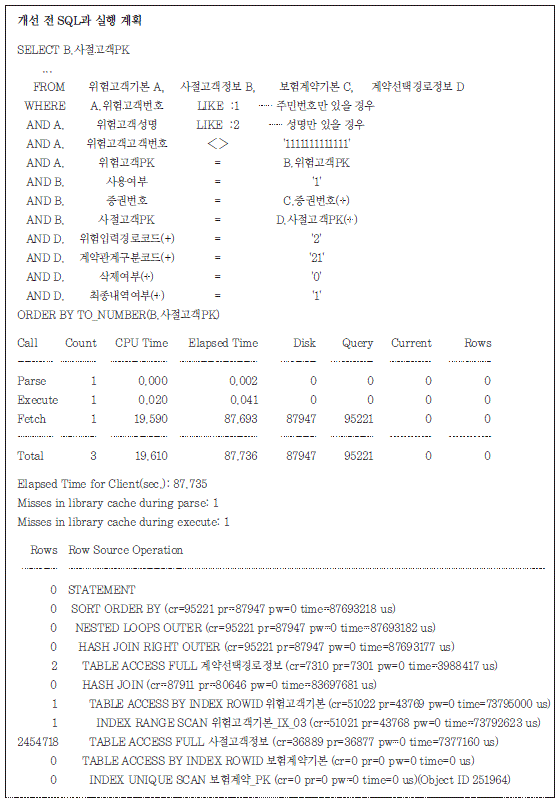 개선 전 SQL과 실행 계획
SELECT B.사절고객PK
...
FROM 위험고객기본 A, 사절고객정보 B, 보험계약기본 C, 계약선택경로정보 D
WHERE A.위험고객번호 LIKE :1 ----- 주민번호만 있을 경우
AND A. 위험고객성명 LIKE :2 ----- 성명만 있을 경우
AND A. 위험고객고객번호 <> '1111111111111'
AND A. 위험고객PK = B.위험고객PK
AND B. 사용여부 = '1'
AND B. 증권번호 = C.증권번호(+)
AND B. 사절고객PK = D.사절고객PK(+)
AND D. 위험입력경로코드(+) = '2'
AND D. 계약관계구분코드(+) = '21'
AND D. 삭제여부(+) = '0'
AND D. 최종내역여부(+) = '1'
ORDER BY TO_NUMBER(B.사절고객PK)
Call Count CPU Time Elapsed Time Disk Query Current Rows
Parse 1 0.000 0.002 0 0 0 0
Execute 1 0.020 0.041 0 0 0 0
Fetch 1 19.590 87.693 87947 95221 0 0
Total 3 19.610 87.736 87947 95221 0 0
Elapsed Time for Client(sec.): 87.735
Misses in library cache during parse: 1
Misses in library cache during execute: 1
Rows Row Source Operation
0 STATEMENT
0 SORT ORDER BY (cr=95221 pr=87947 pw=0 time=87693218 us)
0 NESTED LOOPS OUTER (cr=95221 pr=87947 pw=0 time=87693182 us)
0 HASH JOIN RIGHT OUTER (cr=95221 pr=87947 pw=0 time=87693177 us)
2 TABLE ACCESS FULL 계약선택경로정보 (cr=7310 pr=7301 pw=0 time=3988417 us)
0 HASH JOIN (cr=87911 pr=80646 pw=0 time=83697681 us)
1 TABLE ACCESS BY INDEX ROWID 위험고객기본 (cr=51022 pr=43769 pw=0 time=73795000 us)
1 INDEX RANGE SCAN 위험고객기본_IX_03 (cr=51021 pr=43768 pw=0 time=73792623 us)
2454718 TABLE ACCESS FULL 사절고객정보 (cr=36889 pr=36877 pw=0 time=7377160 us)
0 TABLE ACCESS BY INDEX ROWID 보험계약기본 (cr=0 pr=0 pw=0 time=0 us)
0 INDEX UNIQUE SCAN 보험계약_PK (cr=0 pr=0 pw=0 time=0 us)(Object ID 251964)